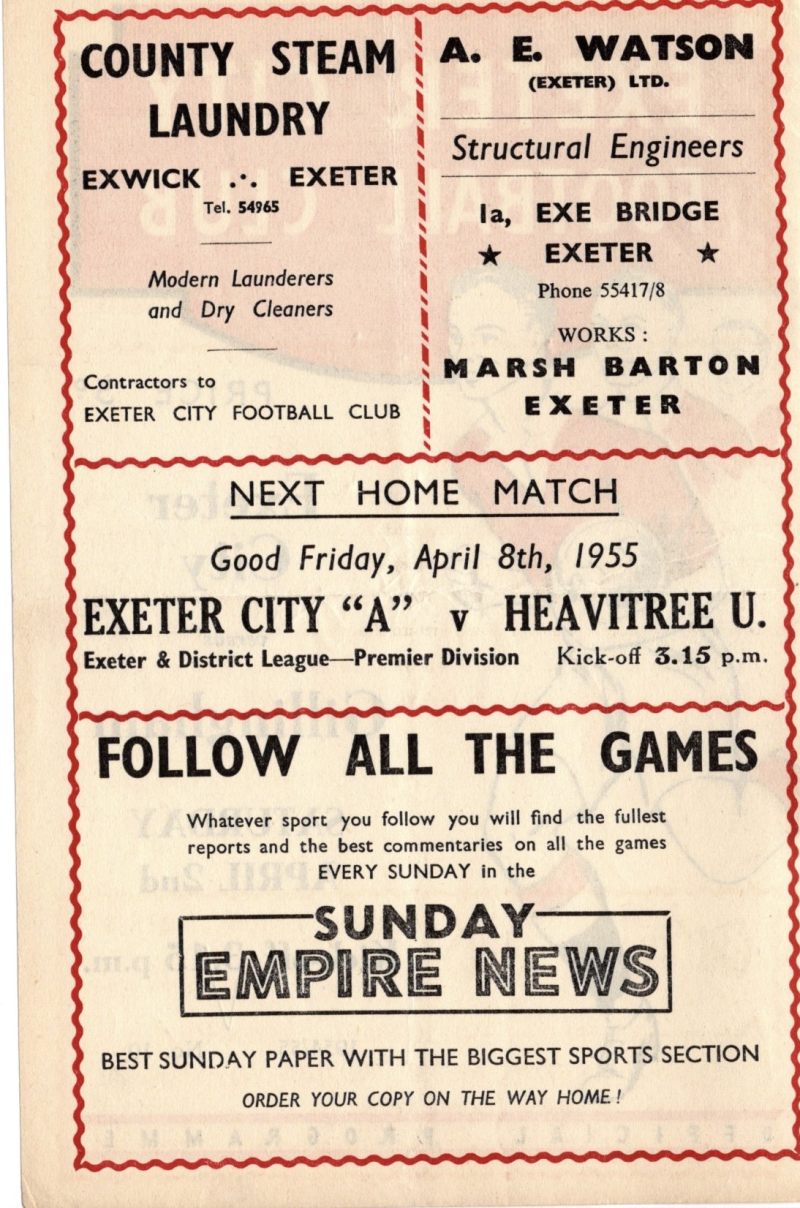 COUNTY STEAM
LAUNDRY
EXWICK .·. EXETER
Tel. 54965
Modern Launderers
and Dry Cleaners
Contractors to
EXETER CITY FOOTBALL CLUB
A. E. WATSON
(EXETER) LTD.
Structural Engineers
1a, EXE BRIDGE
★ EXETER ★
Phone 55417/8
WORKS :
MARSH BARTON
EXETER
NEXT HOME MATCH
Good Friday, April 8th, 1955
EXETER CITY “A” v HEAVITREE U.
Exeter & District League—Premier Division Kick-off 3.15 p.m.
FOLLOW ALL THE GAMES
Whatever sport you follow you will find the fullest
reports and the best commentaries on all the games
EVERY SUNDAY in the
SUNDAY
EMPIRE NEWS
BEST SUNDAY PAPER WITH THE BIGGEST SPORTS SECTION
ORDER YOUR COPY ON THE WAY HOME !